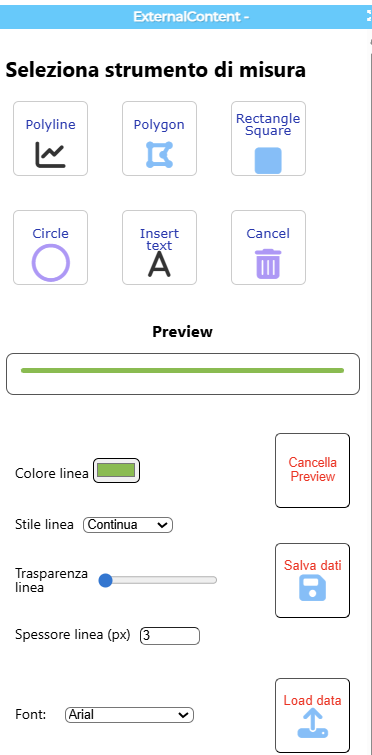 ExternalContent -
Seleziona strumento di misura
Polyline
Polygon
Rectangle
Square
Circle
Insert
text
Cancel
Preview
Colore linea
Cancella
Preview
Stile linea Continua
Trasparenza
linea
Salva dati
Spessore linea (px) 3
Font: Arial
Load data